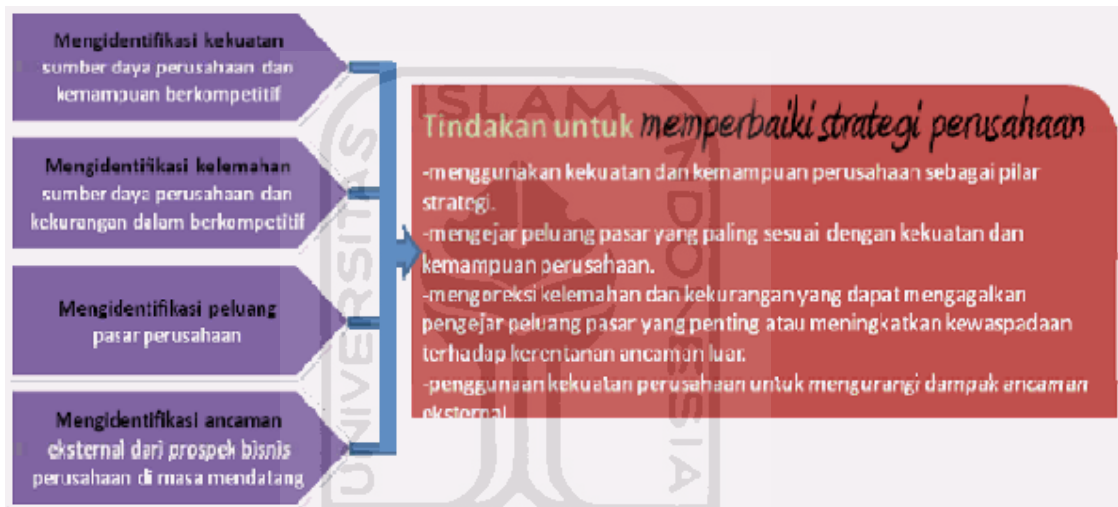 Mengidentifikasi kekuatan
sumber daya perusahaan dan
kemampuan berkompetitif
Mengidentifikasi kelemahan
sumber daya perusahaan dan
kekurangan dalam berkompetitif
Mengidentifikasi peluang
pasar perusahaan
Mengidentifikasi ancaman
eksternal dari prospek bisnis
perusahaan di masa mendatang
Tindakan untuk memperbaiki strategi perusahaan
-menggunakan kekuatan dan kemampuan perusahaan sebagai pilar
strategi.
-mengejar peluang pasar yang paling sesuai dengan kekuatan dan
kemampuan perusahaan.
-mengoreksi kelemahan dan kekurangan yang dapat mengagalkan
pengejar peluang pasar yang penting atau meningkatkan kewaspadaan
terhadap kerentanan ancaman luar.
-penggunaan kekuatan perusahaan untuk mengurangi dampak ancaman
eksternal
UNIVERSITAS
ISLAM
INDONESIA